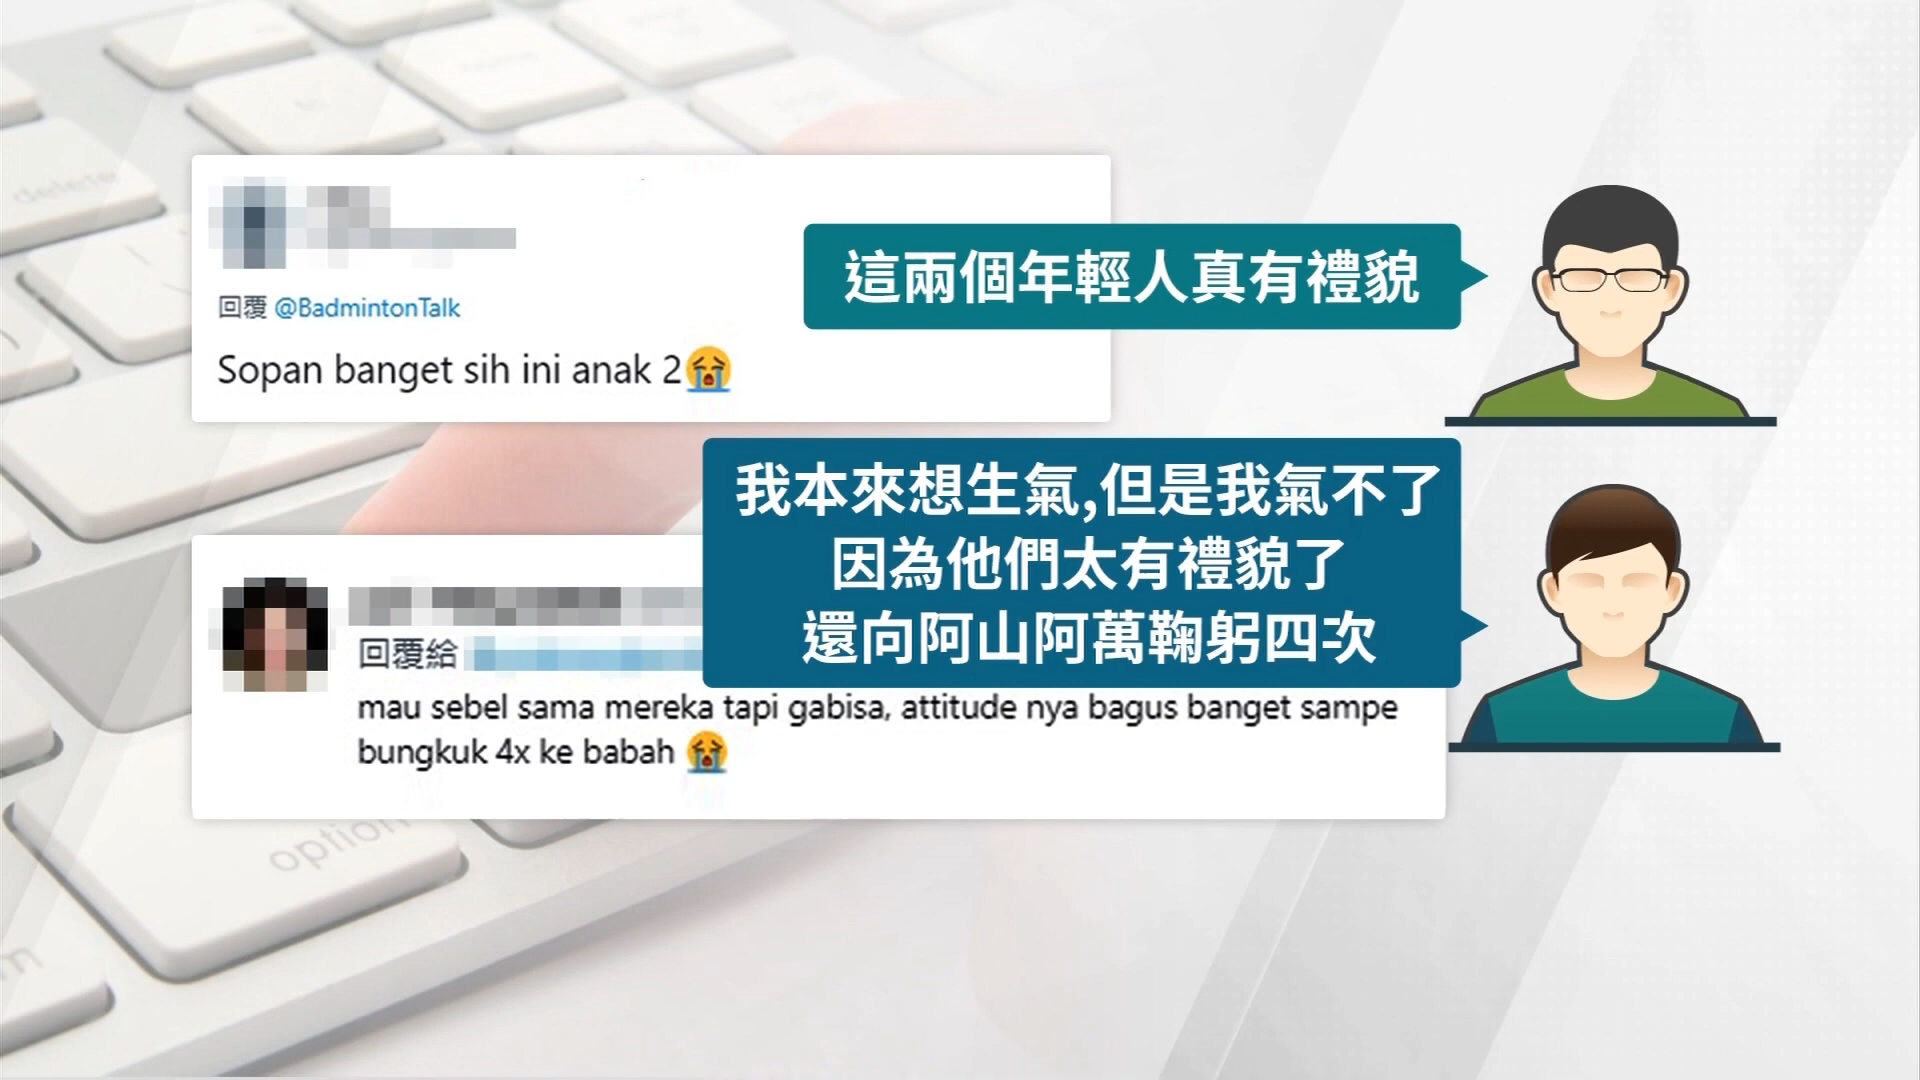 回覆 @BadmintonTalk
Sopan banget sih ini anak 2😭
這兩個年輕人真有禮貌
我本來想生氣,但是我氣不了
因為他們太有禮貌了
還向阿山阿萬鞠躬四次
回覆給
mau sebel sama mereka tapi gabisa, attitude nya bagus banget sampe
bungkuk 4x ke babah 😭
delete
option